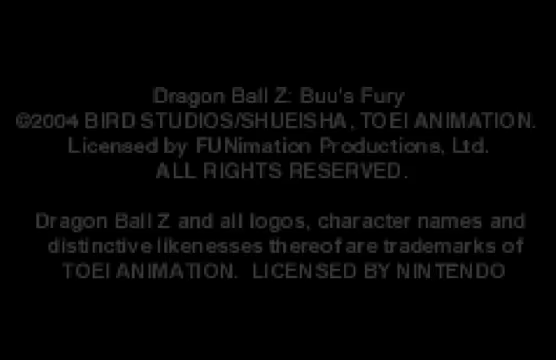 Dragon Ball Z: Buu's Fury
©2004 BIRD STUDIOS/SHUEISHA, TOEI ANIMATION.
Licensed by FUNimation Productions, Ltd.
ALL RIGHTS RESERVED.
Dragon Ball Z and all logos, character names and
distinctive likenesses thereof are trademarks of
TOEI ANIMATION. LICENSED BY NINTENDO